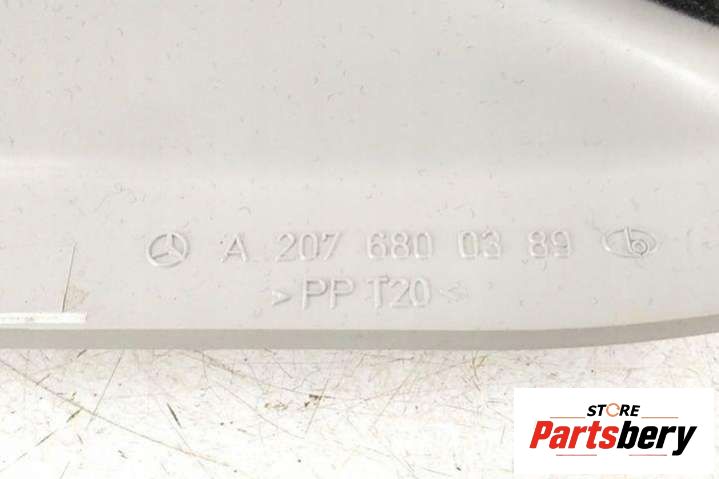 A 207 680 03 89
>PP T20<
STORE
Partsbery